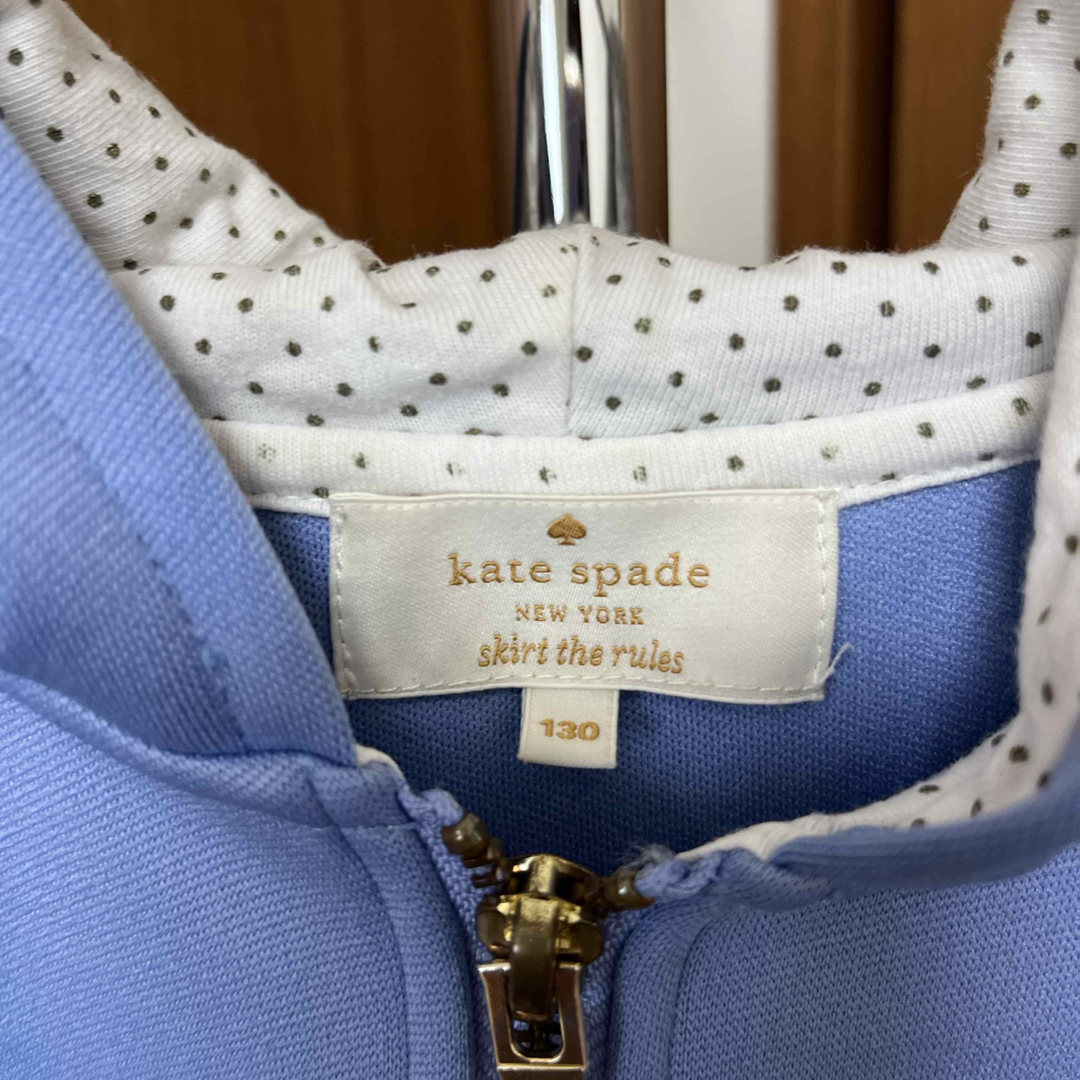 kate spade
NEW YORK
skirt the rules
130